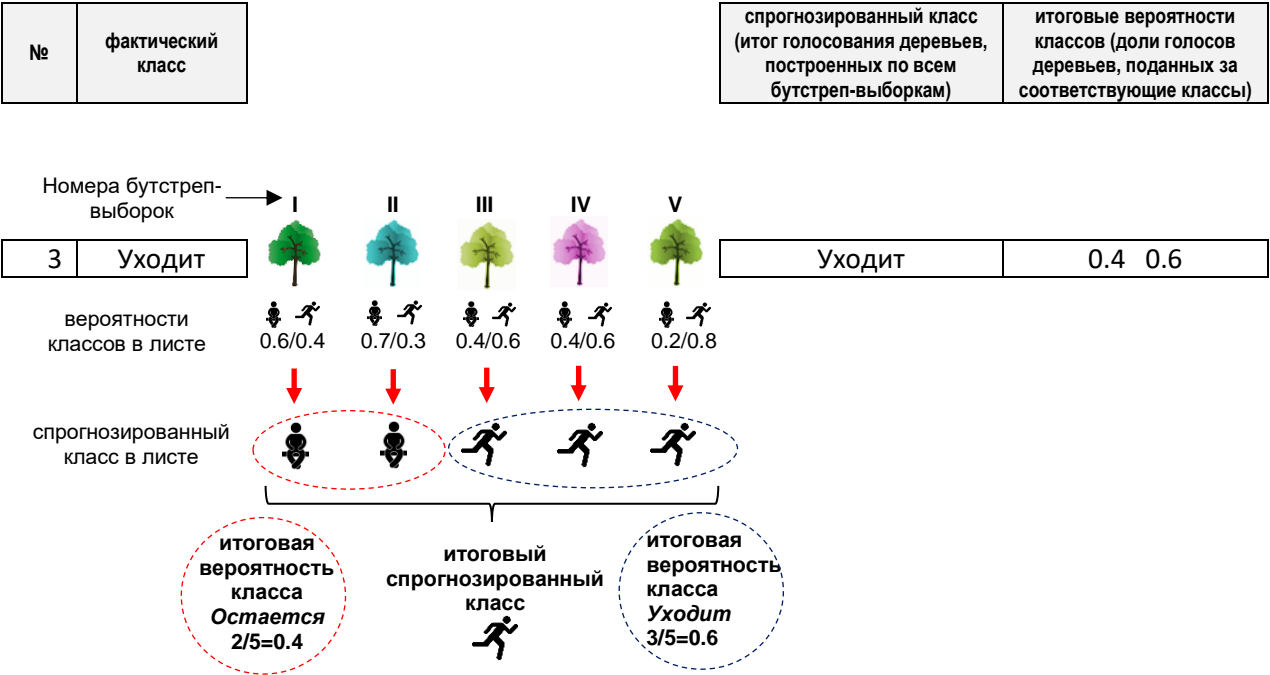 №
фактический
класс
спрогнозированный класс
(итог голосования деревьев,
построенных по всем
бутстреп-выборкам)
итоговые вероятности
классов (доли голосов
деревьев, поданных за
соответствующие классы)
Номера бутстреп-
выборок
I II III IV V
3 Уходит
Уходит 0.4 0.6
вероятности
классов в листе
0.6/0.4 0.7/0.3 0.4/0.6 0.4/0.6 0.2/0.8
спрогнозированный
класс в листе
итоговая
вероятность
класса
Остается
2/5=0.4
итоговый
спрогнозированный
класс
итоговая
вероятность
класса
Уходит
3/5=0.6